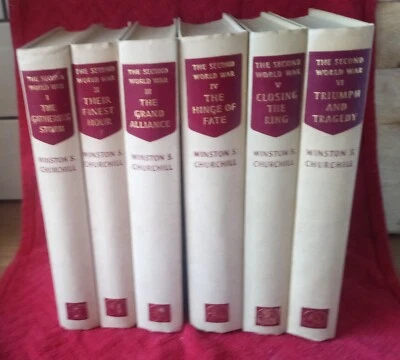 THE SECOND
WORLD WAR
I
THE
GATHERING
STORM
WINSTON S.
CHURCHILL
THE SECOND
WORLD WAR
II
THEIR
FINEST
HOUR
WINSTON S.
CHURCHILL
THE SECOND
WORLD WAR
III
THE GRAND
ALLIANCE
WINSTON S.
CHURCHILL
THE SECOND
WORLD WAR
IV
THE
HINGE OF
FATE
WINSTON S.
CHURCHILL
THE SECOND
WORLD WAR
V
CLOSING
THE
RING
WINSTON S.
CHURCHILL
THE SECOND
WORLD WAR
VI
TRIUMPH
AND
TRAGEDY
WINSTON S.
CHURCHILL